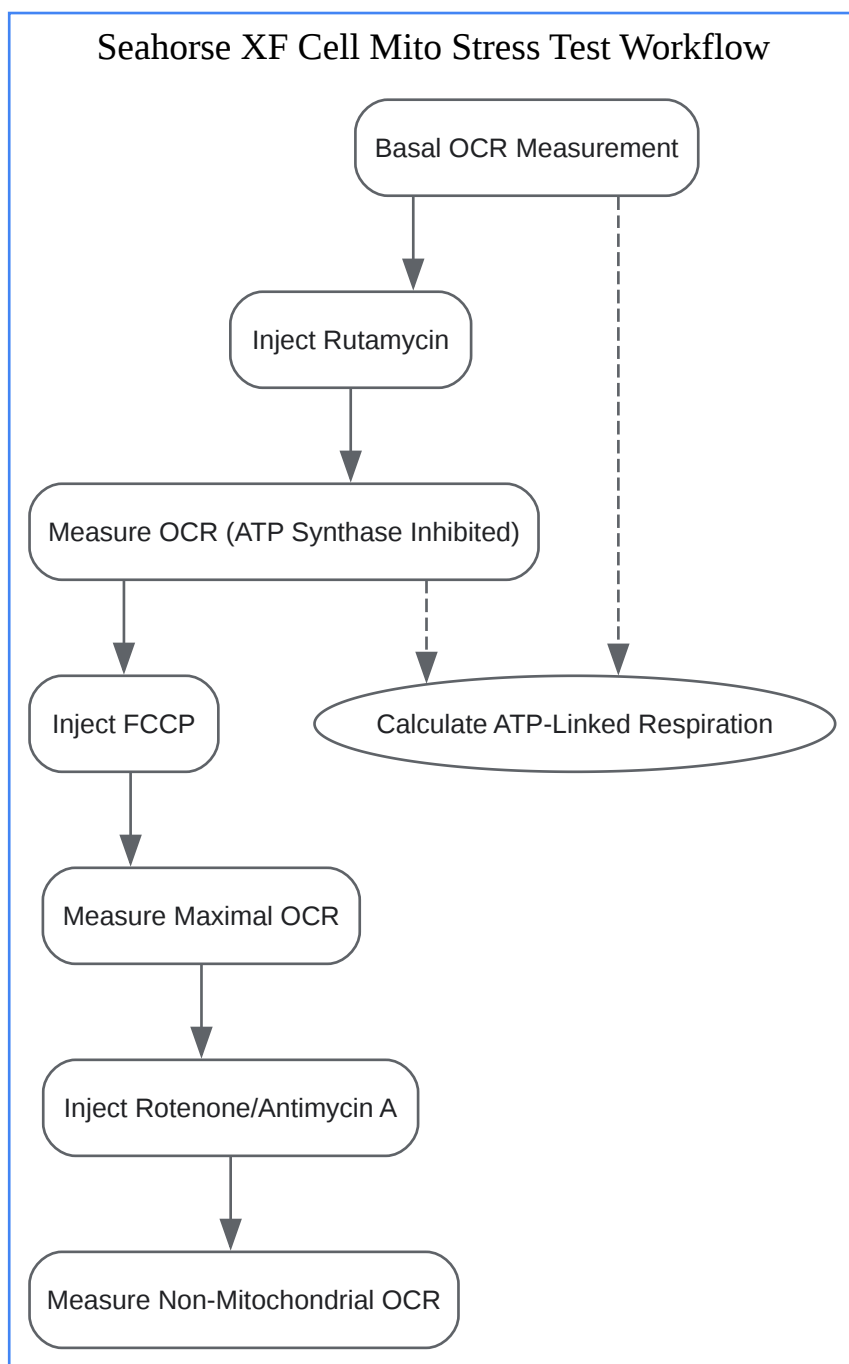 Seahorse XF Cell Mito Stress Test Workflow
Basal OCR Measurement
Inject Rutamycin
Measure OCR (ATP Synthase Inhibited)
Inject FCCP
Calculate ATP-Linked Respiration
Measure Maximal OCR
Inject Rotenone/Antimycin A
Measure Non-Mitochondrial OCR